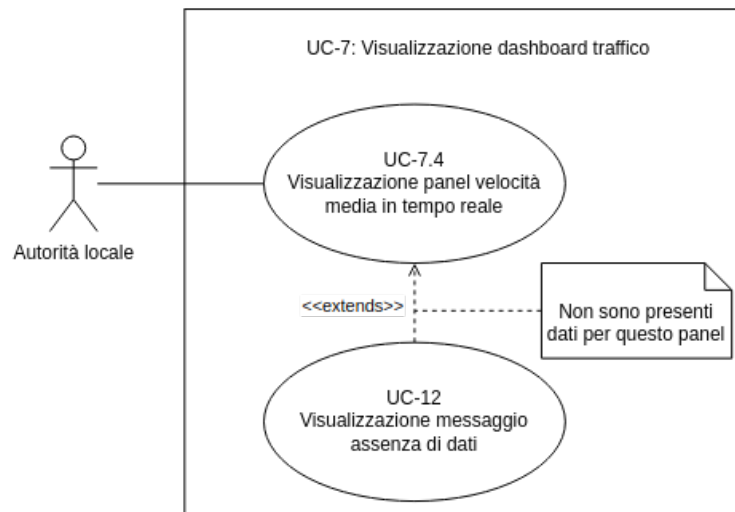 UC-7: Visualizzazione dashboard traffico
UC-7.4
Visualizzazione panel velocità
media in tempo reale
Autorità locale
<<extends>>
Non sono presenti
dati per questo panel
UC-12
Visualizzazione messaggio
assenza di dati